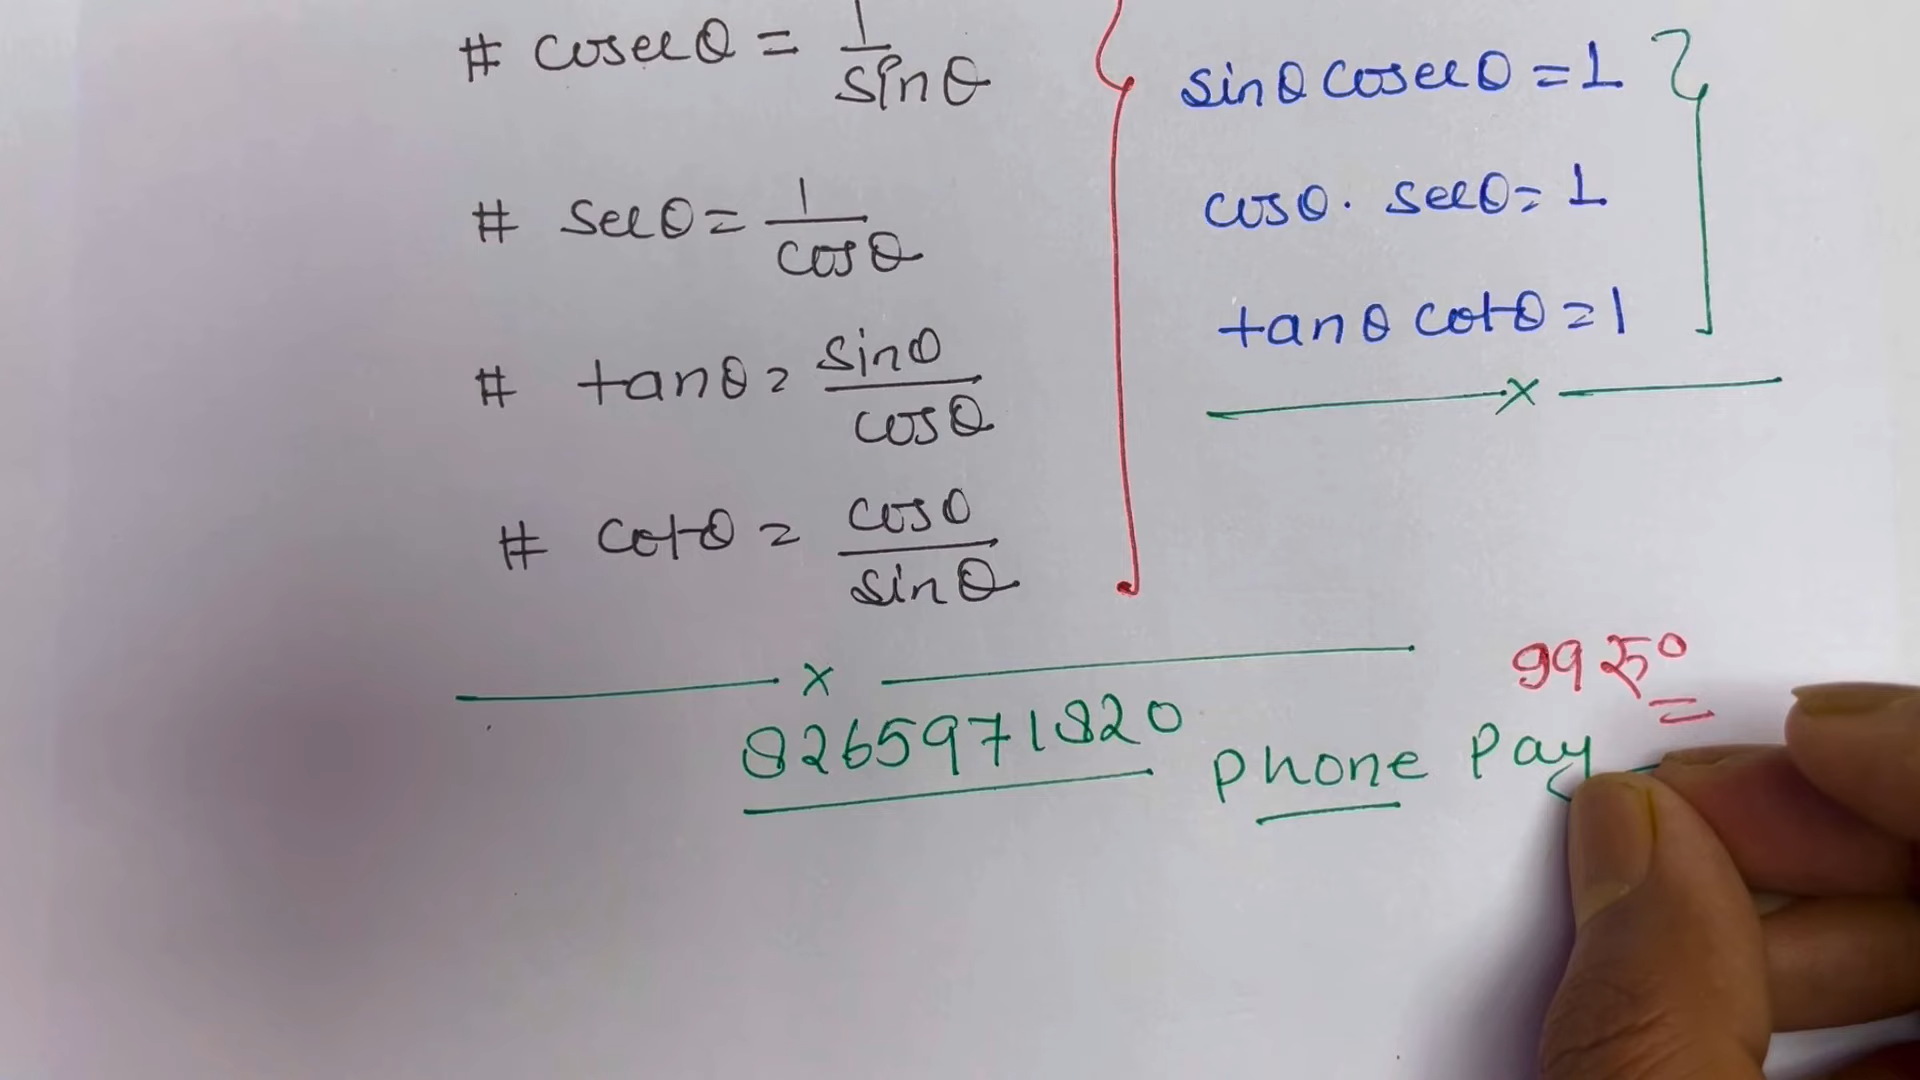 # cosecθ = 1/sinθ
# secθ = 1/cosθ
# tanθ = sinθ/cosθ
# cotθ = cosθ/sinθ
sinθ cosecθ = 1
cosθ. secθ = 1
tanθ cotθ = 1
x
x
99 रु०
8265971820 phone Pay